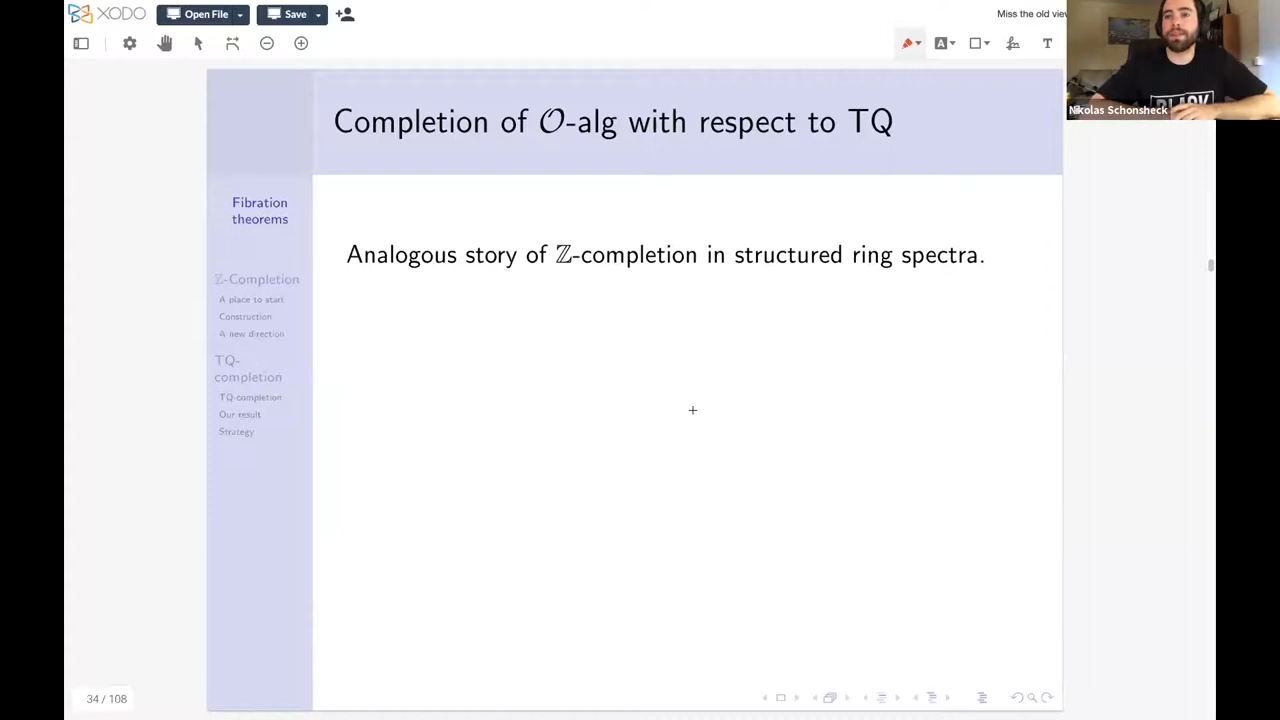 XODO
Open File
Save
Miss the old view
T
A
Nikolas Schonsheck
BLACK
Completion of 𝒪-alg with respect to TQ
Fibration
theorems
Analogous story of ℤ-completion in structured ring spectra.
ℤ-Completion
A place to start
Construction
A new direction
TQ-
completion
TQ-completion
Our result
Strategy
34 / 108